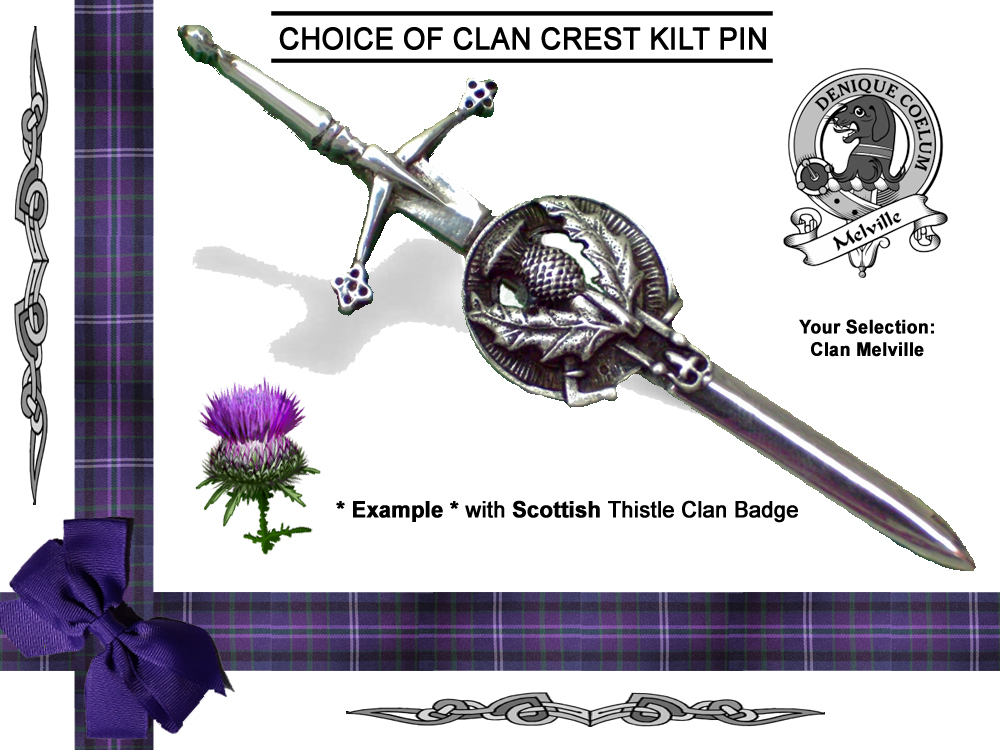 CHOICE OF CLAN CREST KILT PIN
DENIQUE COELUM
Melville
Your Selection:
Clan Melville
* Example * with Scottish Thistle Clan Badge